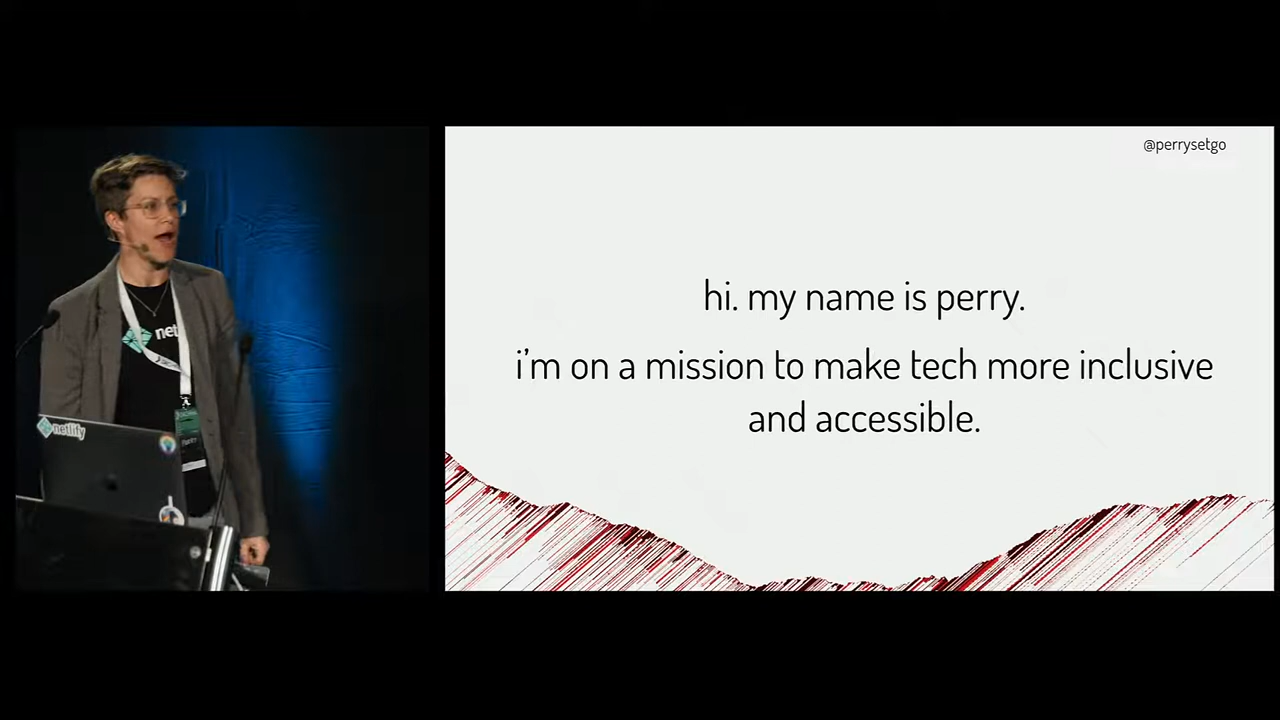 @perrysetgo
hi. my name is perry.
i'm on a mission to make tech more inclusive
and accessible.
netlify